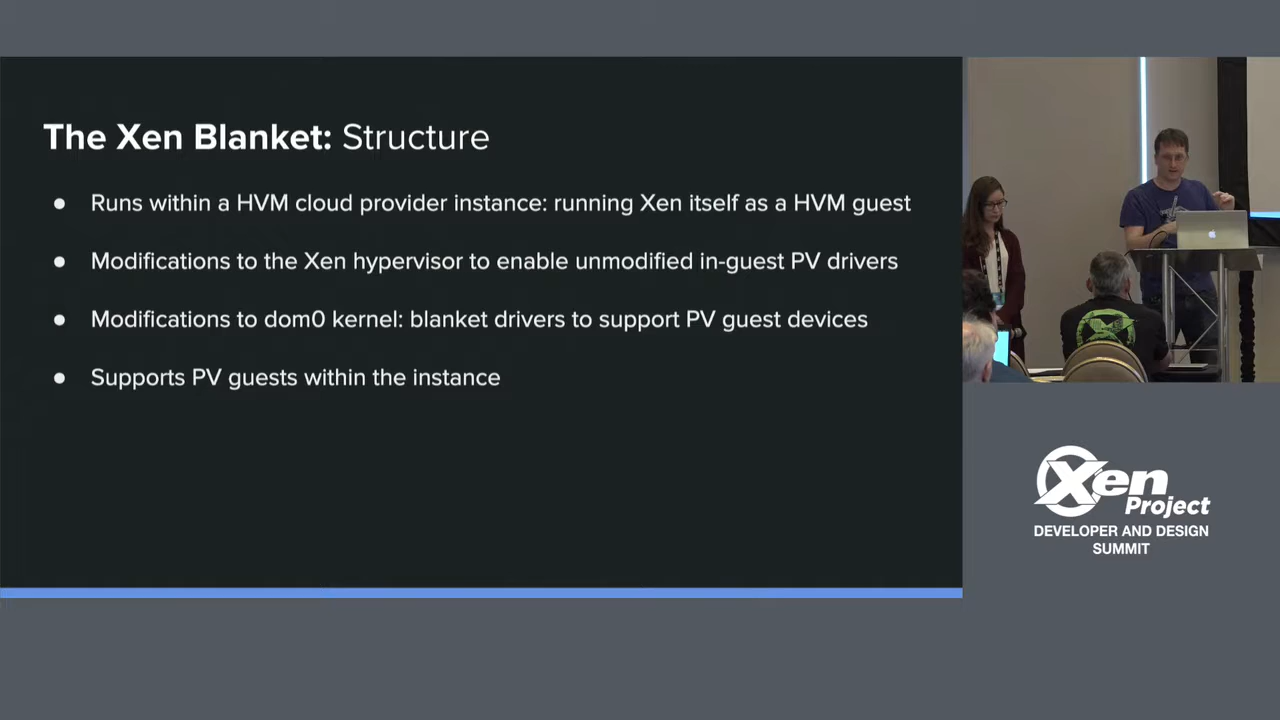 The Xen Blanket: Structure
● Runs within a HVM cloud provider instance: running Xen itself as a HVM guest
● Modifications to the Xen hypervisor to enable unmodified in-guest PV drivers
● Modifications to dom0 kernel: blanket drivers to support PV guest devices
● Supports PV guests within the instance
Xen
Project
DEVELOPER AND DESIGN
SUMMIT